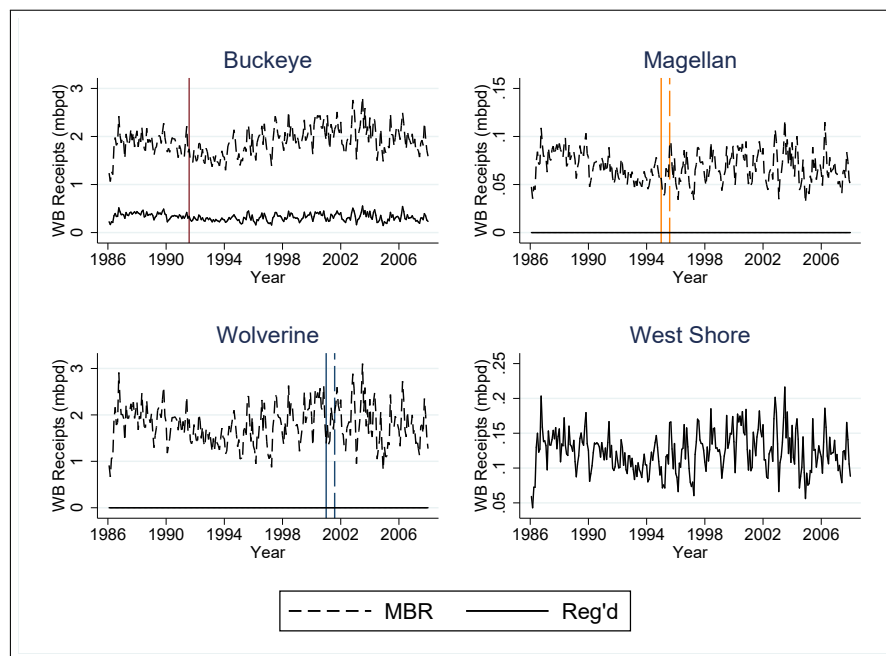 Buckeye
WB Receipts (mbpd)
3
2
1
0
1986 1990 1994 1998 2002 2006
Year
Magellan
WB Receipts (mbpd)
.15
.1
.05
0
1986 1990 1994 1998 2002 2006
Year
Wolverine
WB Receipts (mbpd)
3
2
1
0
1986 1990 1994 1998 2002 2006
Year
West Shore
WB Receipts (mbpd)
.25
.2
.15
.1
.05
1986 1990 1994 1998 2002 2006
Year
MBR Reg'd